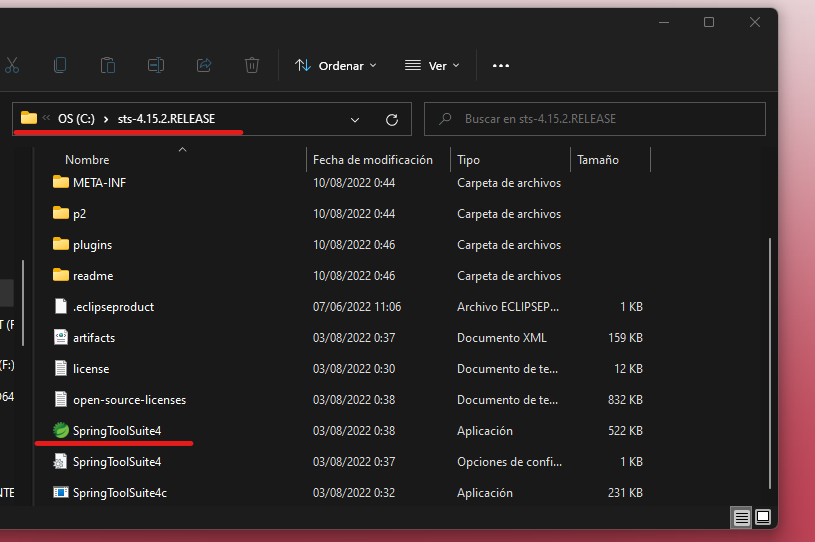 Ordenar Ver
OS (C:) sts-4.15.2.RELEASE Buscar en sts-4.15.2.RELEASE
Nombre Fecha de modificación Tipo Tamaño
META-INF 10/08/2022 0:44 Carpeta de archivos
p2 10/08/2022 0:44 Carpeta de archivos
plugins 10/08/2022 0:46 Carpeta de archivos
readme 10/08/2022 0:46 Carpeta de archivos
.eclipseproduct 07/06/2022 11:06 Archivo ECLIPSEP... 1 KB
T (F
artifacts 03/08/2022 0:37 Documento XML 159 KB
(F:)
license 03/08/2022 0:30 Documento de te... 12 KB
064
open-source-licenses 03/08/2022 0:38 Documento de te... 832 KB
SpringToolSuite4 03/08/2022 0:38 Aplicación 522 KB
SpringToolSuite4 03/08/2022 0:37 Opciones de confi... 1 KB
NTE
SpringToolSuite4c 03/08/2022 0:32 Aplicación 231 KB